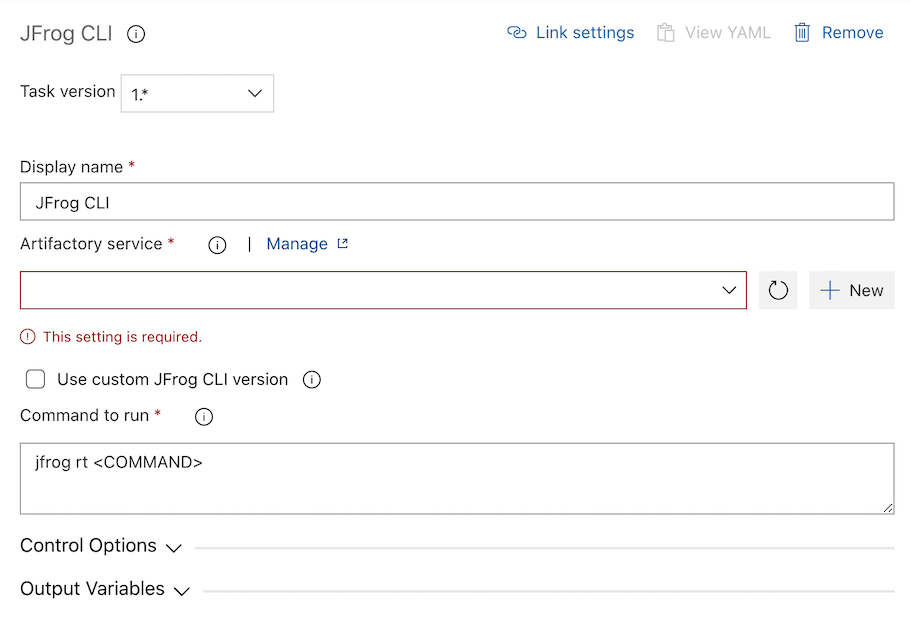 JFrog CLI Link settings View YAML Remove
Task version 1.*
Display name *
JFrog CLI
Artifactory service * | Manage
New
This setting is required.
Use custom JFrog CLI version
Command to run *
jfrog rt <COMMAND>
Control Options
Output Variables